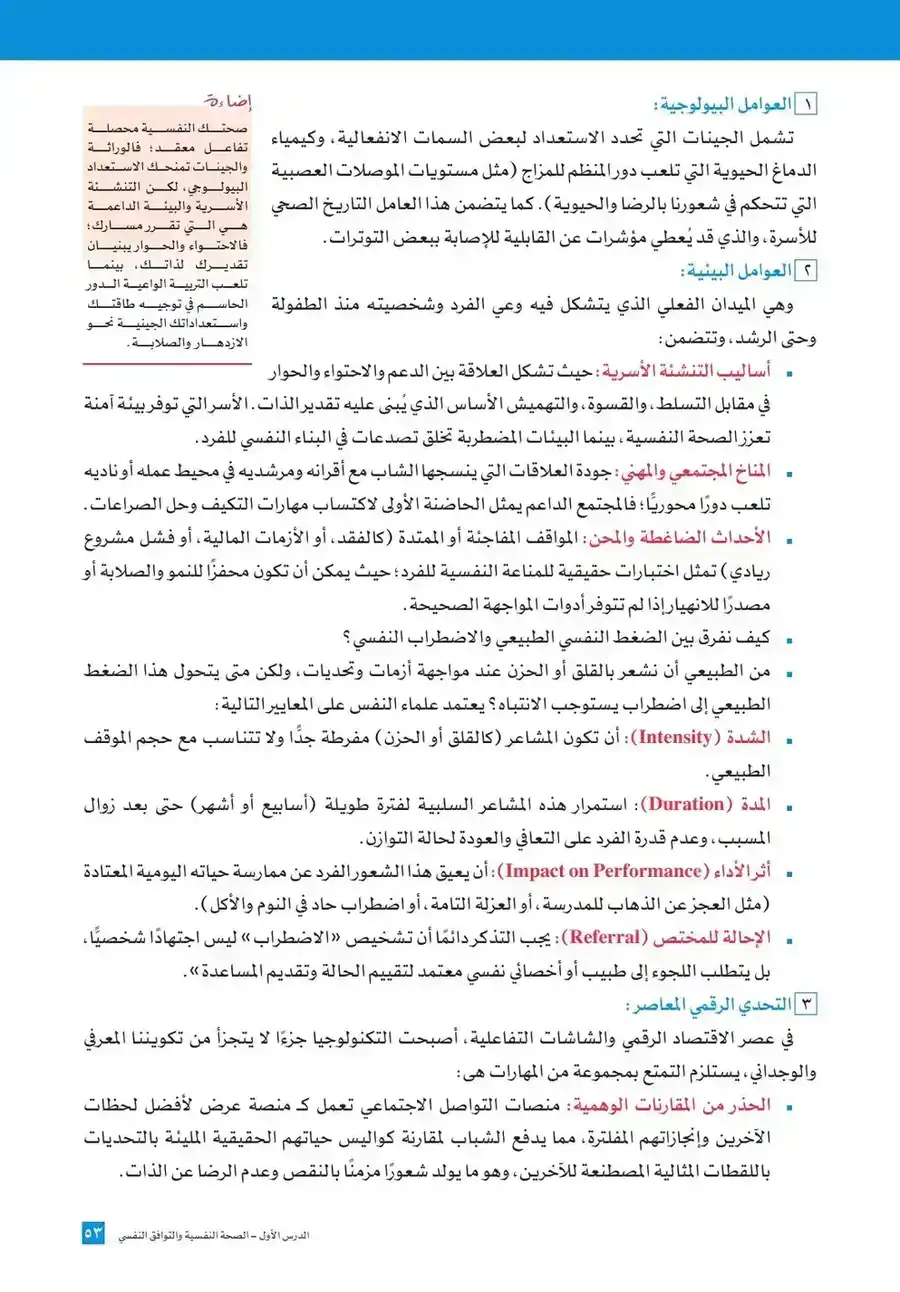 ١ العوامل البيولوجية:
تشمل الجينات التي تحدد الاستعداد لبعض السمات الانفعالية، وكيمياء
الدماغ الحيوية التي تلعب دور المنظم للمزاج (مثل مستويات الموصلات العصبية
التي تتحكم في شعورنا بالرضا والحيوية). كما يتضمن هذا العامل التاريخ الصحي
للأسرة، والذي قد يُعطي مؤشرات عن القابلية للإصابة ببعض التوترات.
٢ العوامل البيئية:
وهي الميدان الفعلي الذي يتشكل فيه وعي الفرد وشخصيته منذ الطفولة
وحتى الرشد، وتتضمن:
إضاءة
صحتك النفسية محصلة
تفاعل معقد؛ فالوراثة
والجينات تمنحك الاستعداد
البيولوجي، لكن التنشئة
الأسرية والبيئة الداعمة
هي التي تقرر مسارك؛
فالاحتواء والحوار يبنيان
تقديرك لذاتك، بينما
تلعب التربية الواعية الدور
الحاسم في توجيه طاقتك
واستعداداتك الجينية نحو
الازدهار والصلابة.
▪ أساليب التنشئة الأسرية: حيث تشكل العلاقة بين الدعم والاحتواء والحوار
في مقابل التسلط، والقسوة، والتهميش الأساس الذي يُبنى عليه تقدير الذات. الأسر التي توفر بيئة آمنة
تعزز الصحة النفسية، بينما البيئات المضطربة تخلق تصدعات في البناء النفسي للفرد.
▪ المناخ المجتمعي والمهني: جودة العلاقات التي ينسجها الشاب مع أقرانه ومرشديه في محيط عمله أو ناديه
تلعب دورًا محوريًّا؛ فالمجتمع الداعم يمثل الحاضنة الأولى لاكتساب مهارات التكيف وحل الصراعات.
▪ الأحداث الضاغطة والمحن: المواقف المفاجئة أو الممتدة (كالفقد، أو الأزمات المالية، أو فشل مشروع
ريادي) تمثل اختبارات حقيقية للمناعة النفسية للفرد؛ حيث يمكن أن تكون محفزًا للنمو والصلابة أو
مصدرًا للانهيار إذا لم تتوفر أدوات المواجهة الصحيحة.
▪ كيف نفرق بين الضغط النفسي الطبيعي والاضطراب النفسي؟
▪ من الطبيعي أن نشعر بالقلق أو الحزن عند مواجهة أزمات وتحديات، ولكن متى يتحول هذا الضغط
الطبيعي إلى اضطراب يستوجب الانتباه؟ يعتمد علماء النفس على المعايير التالية:
▪ الشدة (Intensity): أن تكون المشاعر (كالقلق أو الحزن) مفرطة جدًّا ولا تتناسب مع حجم الموقف
الطبيعي.
▪ المدة (Duration): استمرار هذه المشاعر السلبية لفترة طويلة (أسابيع أو أشهر) حتى بعد زوال
المسبب، وعدم قدرة الفرد على التعافي والعودة لحالة التوازن.
▪ أثر الأداء (Impact on Performance): أن يعيق هذا الشعور الفرد عن ممارسة حياته اليومية المعتادة
(مثل العجز عن الذهاب للمدرسة، أو العزلة التامة، أو اضطراب حاد في النوم والأكل).
▪ الإحالة للمختص (Referral): يجب التذكر دائمًا أن تشخيص «الاضطراب» ليس اجتهادًا شخصيًّا،
بل يتطلب اللجوء إلى طبيب أو أخصائي نفسي معتمد لتقييم الحالة وتقديم المساعدة».
٣ التحدي الرقمي المعاصر:
في عصر الاقتصاد الرقمي والشاشات التفاعلية، أصبحت التكنولوجيا جزءًا لا يتجزأ من تكويننا المعرفي
والوجداني، يستلزم التمتع بمجموعة من المهارات هى:
▪ الحذر من المقارنات الوهمية: منصات التواصل الاجتماعي تعمل كـ منصة عرض لأفضل لحظات
الآخرين وإنجازاتهم المفلترة، مما يدفع الشباب لمقارنة كواليس حياتهم الحقيقية المليئة بالتحديات
باللقطات المثالية المصطنعة للآخرين، وهو ما يولد شعورًا مزمنًا بالنقص وعدم الرضا عن الذات.
الدرس الأول – الصحة النفسية والتوافق النفسي ٥٣